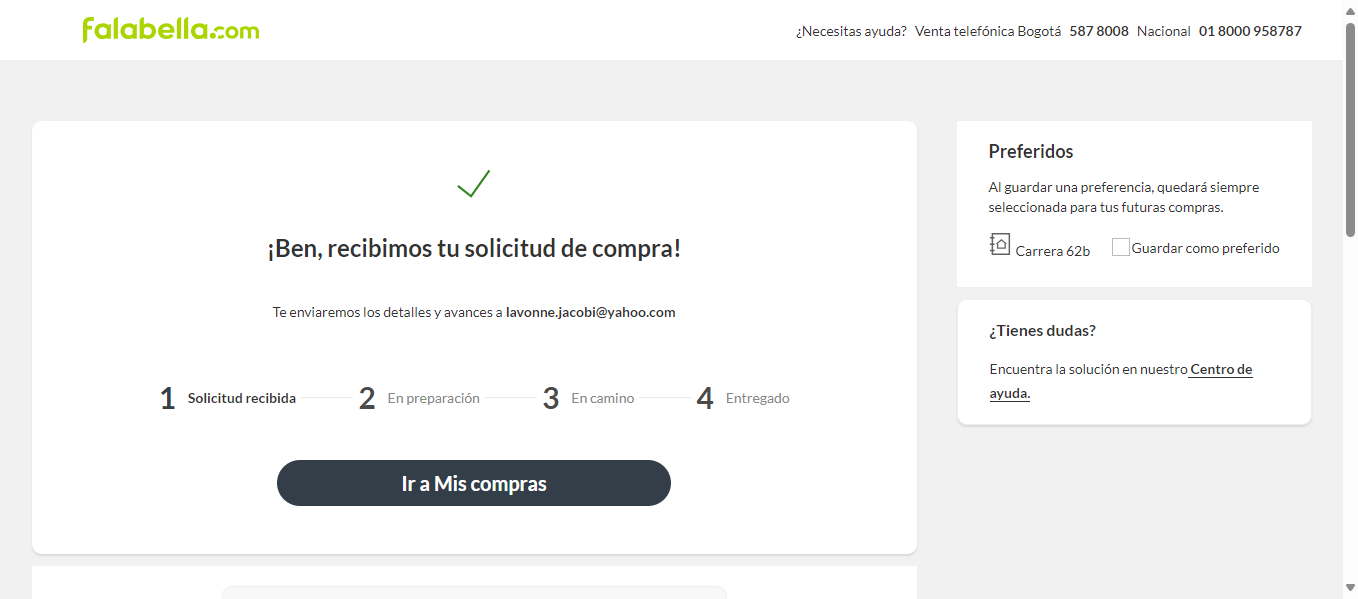 falabella.com
¿Necesitas ayuda? Venta telefónica Bogotá 587 8008 Nacional 01 8000 958787
¡Ben, recibimos tu solicitud de compra!
Te enviaremos los detalles y avances a lavonne.jacobi@yahoo.com
1 Solicitud recibida 2 En preparación 3 En camino 4 Entregado
Ir a Mis compras
Preferidos
Al guardar una preferencia, quedará siempre
seleccionada para tus futuras compras.
Carrera 62b Guardar como preferido
¿Tienes dudas?
Encuentra la solución en nuestro Centro de
ayuda.